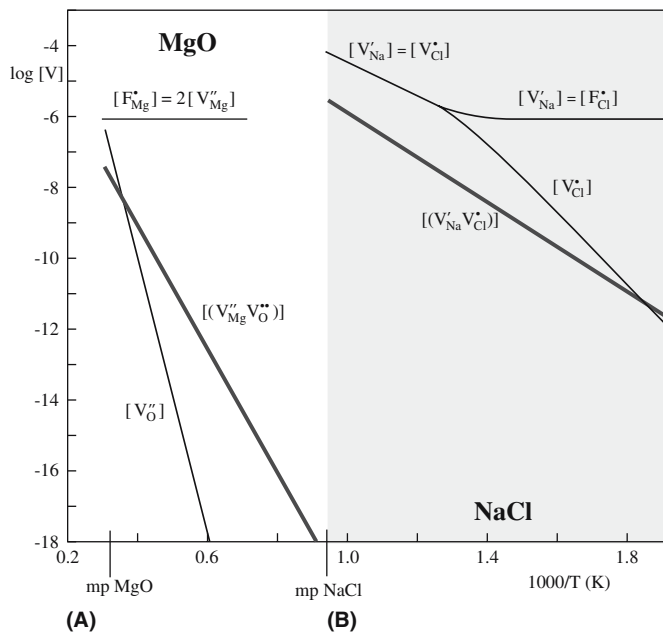 MgO
-4
log [V]
[V′Na] = [V•Cl]
[F•Mg] = 2 [V″Mg]
[V′Na] = [F•Cl]
-6
[V•Cl]
-8
[(V′NaV•Cl)]
-10
[(V″MgV••O)]
-12
[V″O]
-14
-16
NaCl
-18
0.2 0.6 1.0 1.4 1.8
mp MgO mp NaCl 1000/T (K)
(A) (B)